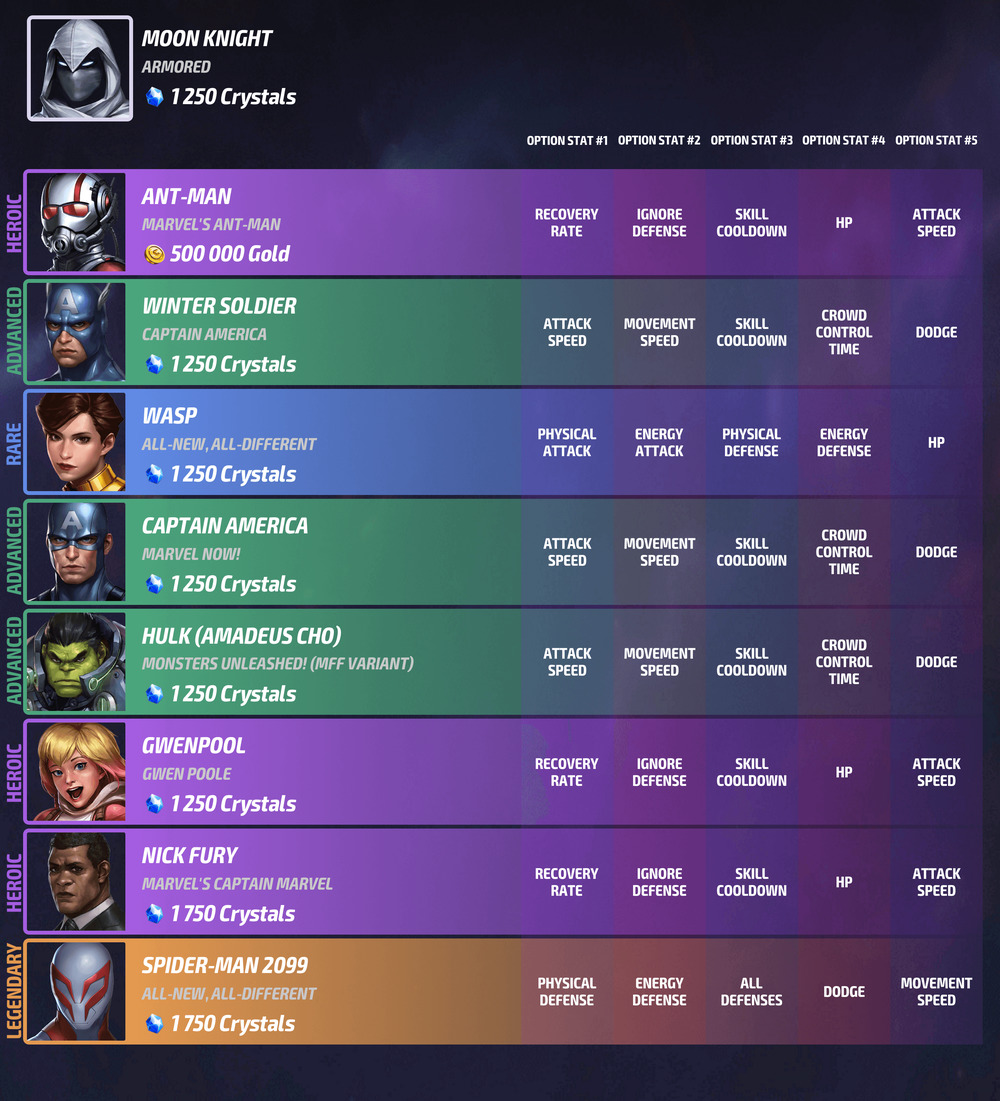 MOON KNIGHT
ARMORED
1 250 Crystals
OPTION STAT #1 OPTION STAT #2 OPTION STAT #3 OPTION STAT #4 OPTION STAT #5
HEROIC
ANT-MAN
MARVEL'S ANT-MAN
500 000 Gold
RECOVERY
RATE
IGNORE
DEFENSE
SKILL
COOLDOWN
HP
ATTACK
SPEED
ADVANCED
WINTER SOLDIER
CAPTAIN AMERICA
1 250 Crystals
ATTACK
SPEED
MOVEMENT
SPEED
SKILL
COOLDOWN
CROWD
CONTROL
TIME
DODGE
RARE
WASP
ALL-NEW, ALL-DIFFERENT
1 250 Crystals
PHYSICAL
ATTACK
ENERGY
ATTACK
PHYSICAL
DEFENSE
ENERGY
DEFENSE
HP
ADVANCED
CAPTAIN AMERICA
MARVEL NOW!
1 250 Crystals
ATTACK
SPEED
MOVEMENT
SPEED
SKILL
COOLDOWN
CROWD
CONTROL
TIME
DODGE
ADVANCED
HULK (AMADEUS CHO)
MONSTERS UNLEASHED! (MFF VARIANT)
1 250 Crystals
ATTACK
SPEED
MOVEMENT
SPEED
SKILL
COOLDOWN
CROWD
CONTROL
TIME
DODGE
HEROIC
GWENPOOL
GWEN POOLE
1 250 Crystals
RECOVERY
RATE
IGNORE
DEFENSE
SKILL
COOLDOWN
HP
ATTACK
SPEED
HEROIC
NICK FURY
MARVEL'S CAPTAIN MARVEL
1 750 Crystals
RECOVERY
RATE
IGNORE
DEFENSE
SKILL
COOLDOWN
HP
ATTACK
SPEED
LEGENDARY
SPIDER-MAN 2099
ALL-NEW, ALL-DIFFERENT
1 750 Crystals
PHYSICAL
DEFENSE
ENERGY
DEFENSE
ALL
DEFENSES
DODGE
MOVEMENT
SPEED